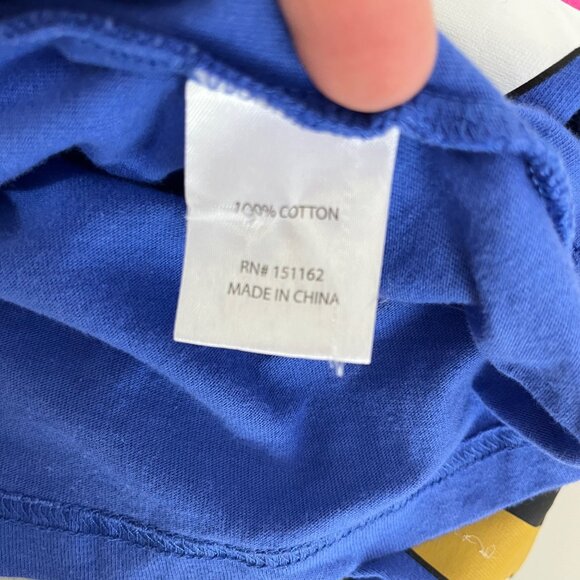 100% COTTON
RN# 151162
MADE IN CHINA